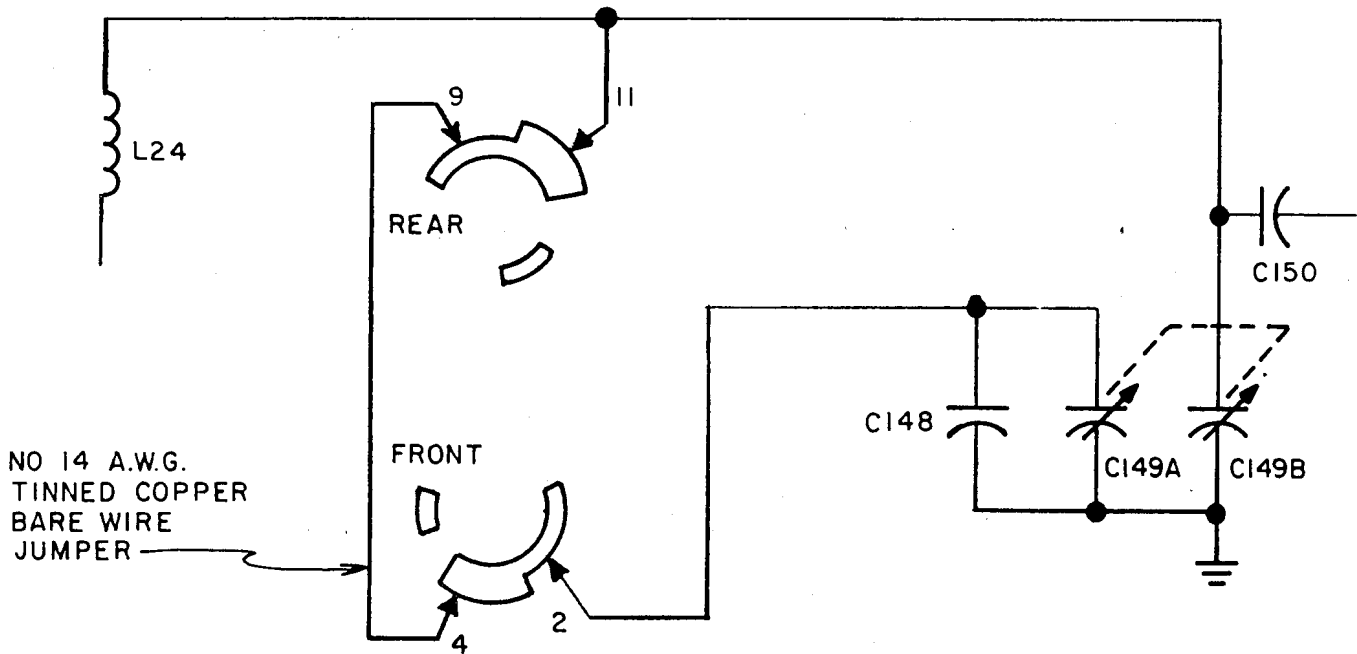 9
11
L24
REAR
C150
C148
FRONT
C149A
C149B
NO 14 A.W.G.
TINNED COPPER
BARE WIRE
JUMPER
2
4